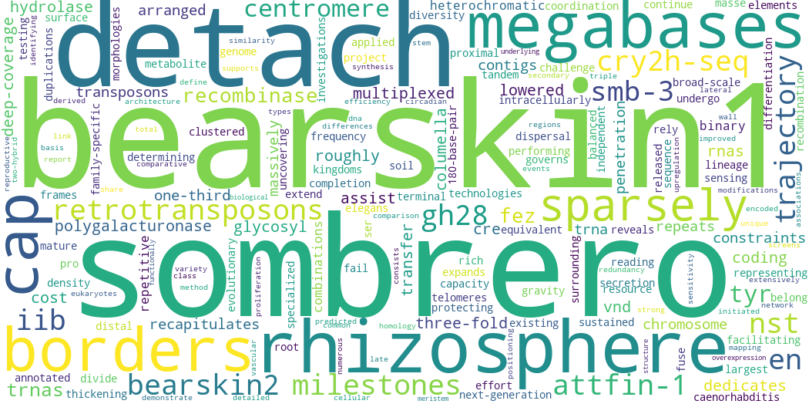 hydrolase
arranged
centromere
heterochromatic
coordination
continue
masse
elements
detach
megabases
testing
identifying
morphologies
metabolite
diversity
similarity
genome
supports
applied
project
synthesis
stem
underlying
proximal
contigs
challenge
tandem
secondary
triple
cry2h-seq
deep-coverage
duplications
define
investigations
transposons
recombinase
multiplexed
lowered
intracellularly
smb-3
broad-scale
lateral
undergo
differentiation
trajectory
recombination
bearskin1
derived
architecture
efficiency
circadian
types
dna
differences
regions
events
two-hybrid
reproductive
link
basis
report
total
comparative
family-specific
clustered
determining
massively
uncovering
frequency
kingdoms
completion
roughly
soil
columella
180-base-pair
dispersal
performing
governs
balanced
independent
penetration
rely
sequence
released
upregulation
binary
wall
improved
rnas
lineage
sensing
modifications
encoded
associations
one-third
biological
extend
terminal
technologies
cap
frames
share
retrotransposons
assist
elegans
comparison
sparsely
unique
screens
mature
polygalacturonase
glycosyl
gh28
fez
cre
equivalent
trna
reveals
repeats
constraints
sombrero
pro
density
eukaryotes
repetitive
functionality
variety
class
method
evolutionary
proliferation
specialized
combinations
consists
ser
fail
transfer
rich
expands
capacity
telomeres
protecting
gravity
surrounding
reading
redundancy
secretion
resource
vnd
sensitivity
coding
representing
extensively
network
tyr
belong
initiated
cost
iib
distal
recapitulates
predicted
common
homology
three-fold
existing
sustained
strong
chromosome
facilitating
nst
borders
rhizosphere
root
vascular
numerous
late
positioning
structure
fuse
mapping
overexpression
largest
en
trnas
annotated
thickening
divide
demonstrate
bearskin2
detailed
milestones
cellular
meristem
effort
next-generation
attfin-1
dedicates
caenorhabditis